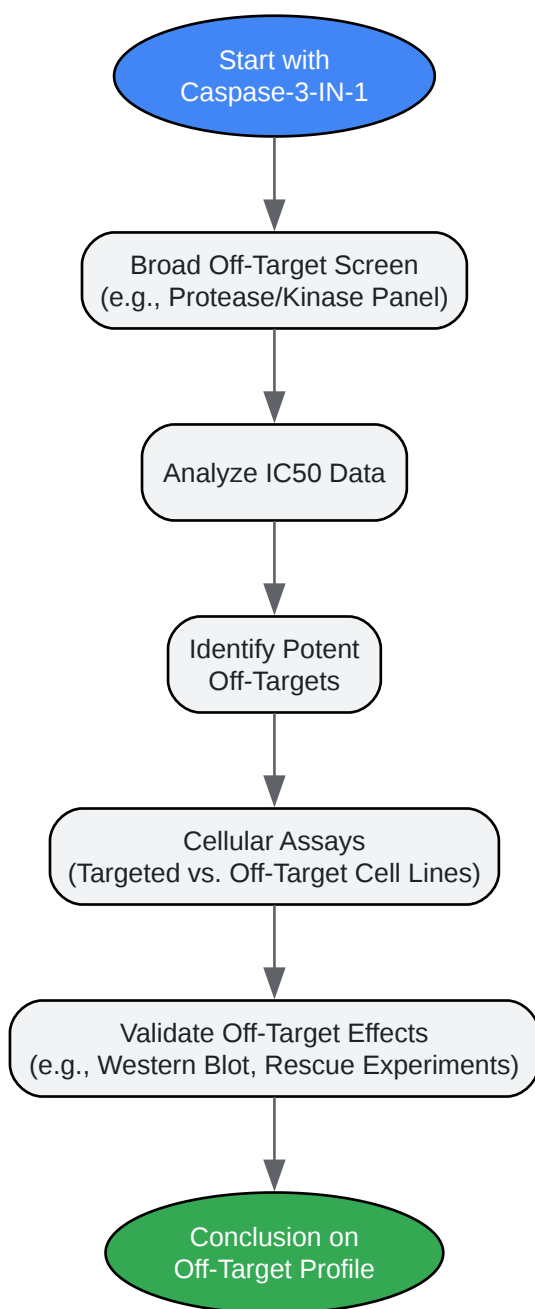 Start with
Caspase-3-IN-1
Broad Off-Target Screen
(e.g., Protease/Kinase Panel)
Analyze IC50 Data
Identify Potent
Off-Targets
Cellular Assays
(Targeted vs. Off-Target Cell Lines)
Validate Off-Target Effects
(e.g., Western Blot, Rescue Experiments)
Conclusion on
Off-Target Profile